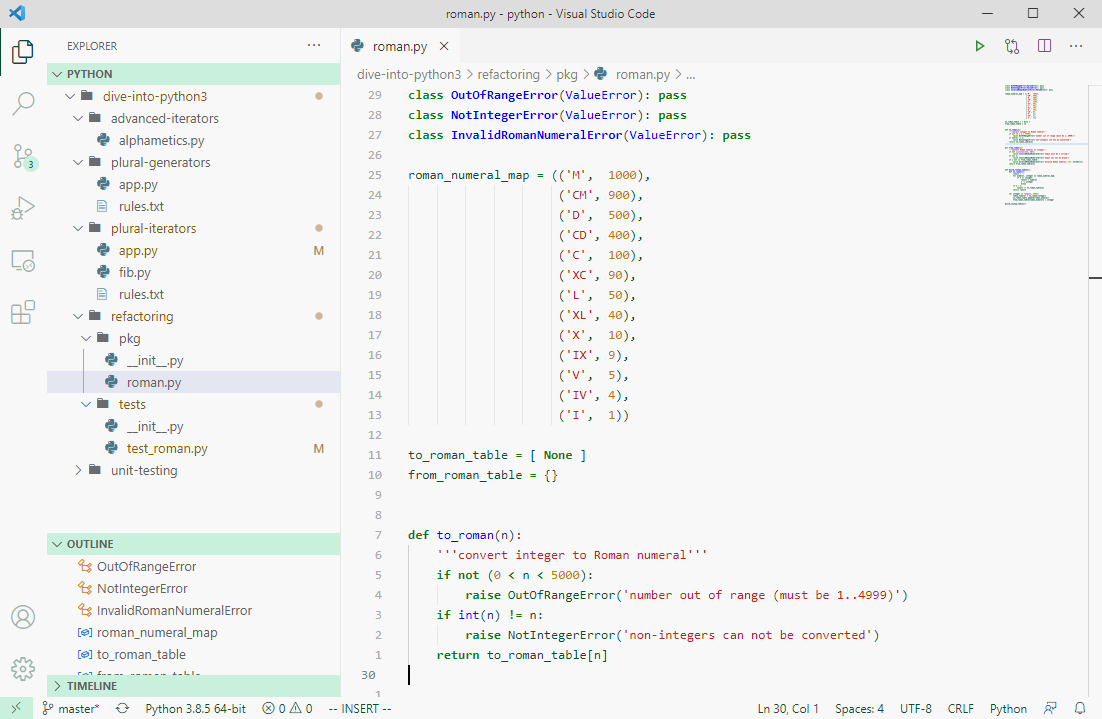 roman.py - python - Visual Studio Code
EXPLORER
PYTHON
dive-into-python3
advanced-iterators
alphametics.py
plural-generators
app.py
rules.txt
plural-iterators
app.py M
fib.py
rules.txt
refactoring
pkg
__init__.py
roman.py
tests
__init__.py
test_roman.py M
unit-testing
3
OUTLINE
OutOfRangeError
NotIntegerError
InvalidRomanNumeralError
roman_numeral_map
to_roman_table
from_roman_table
TIMELINE
roman.py
dive-into-python3 > refactoring > pkg > roman.py > ...
29 class OutOfRangeError(ValueError): pass
28 class NotIntegerError(ValueError): pass
27 class InvalidRomanNumeralError(ValueError): pass
26
25 roman_numeral_map = (('M', 1000),
24 ('CM', 900),
23 ('D', 500),
22 ('CD', 400),
21 ('C', 100),
20 ('XC', 90),
19 ('L', 50),
18 ('XL', 40),
17 ('X', 10),
16 ('IX', 9),
15 ('V', 5),
14 ('IV', 4),
13 ('I', 1))
12
11 to_roman_table = [ None ]
10 from_roman_table = {}
9
8
7 def to_roman(n):
6 '''convert integer to Roman numeral'''
5 if not (0 < n < 5000):
4 raise OutOfRangeError('number out of range (must be 1..4999)')
3 if int(n) != n:
2 raise NotIntegerError('non-integers can not be converted')
1 return to_roman_table[n]
30
1
master* Python 3.8.5 64-bit 0 0 -- INSERT -- Ln 30, Col 1 Spaces: 4 UTF-8 CRLF Python